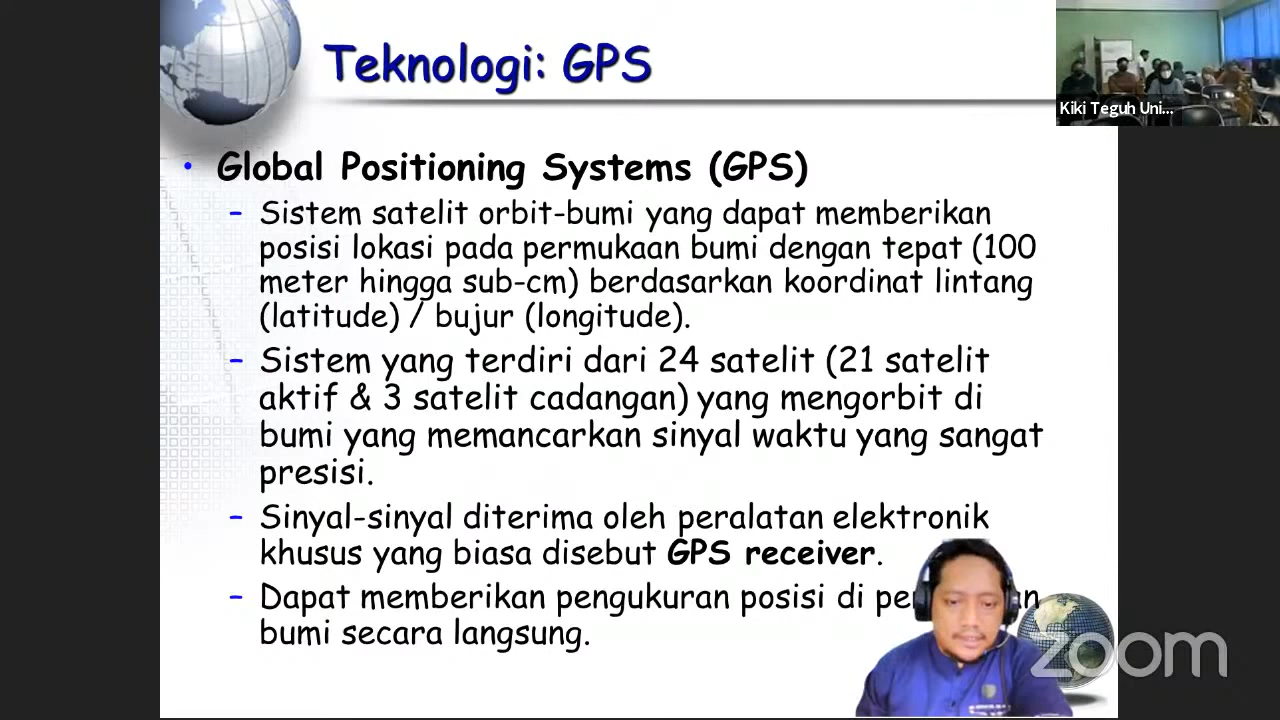 Teknologi: GPS
Kiki Teguh Uni...
• Global Positioning Systems (GPS)
– Sistem satelit orbit-bumi yang dapat memberikan
posisi lokasi pada permukaan bumi dengan tepat (100
meter hingga sub-cm) berdasarkan koordinat lintang
(latitude) / bujur (longitude).
– Sistem yang terdiri dari 24 satelit (21 satelit
aktif & 3 satelit cadangan) yang mengorbit di
bumi yang memancarkan sinyal waktu yang sangat
presisi.
– Sinyal-sinyal diterima oleh peralatan elektronik
khusus yang biasa disebut GPS receiver.
– Dapat memberikan pengukuran posisi di
bumi secara langsung.
zoom